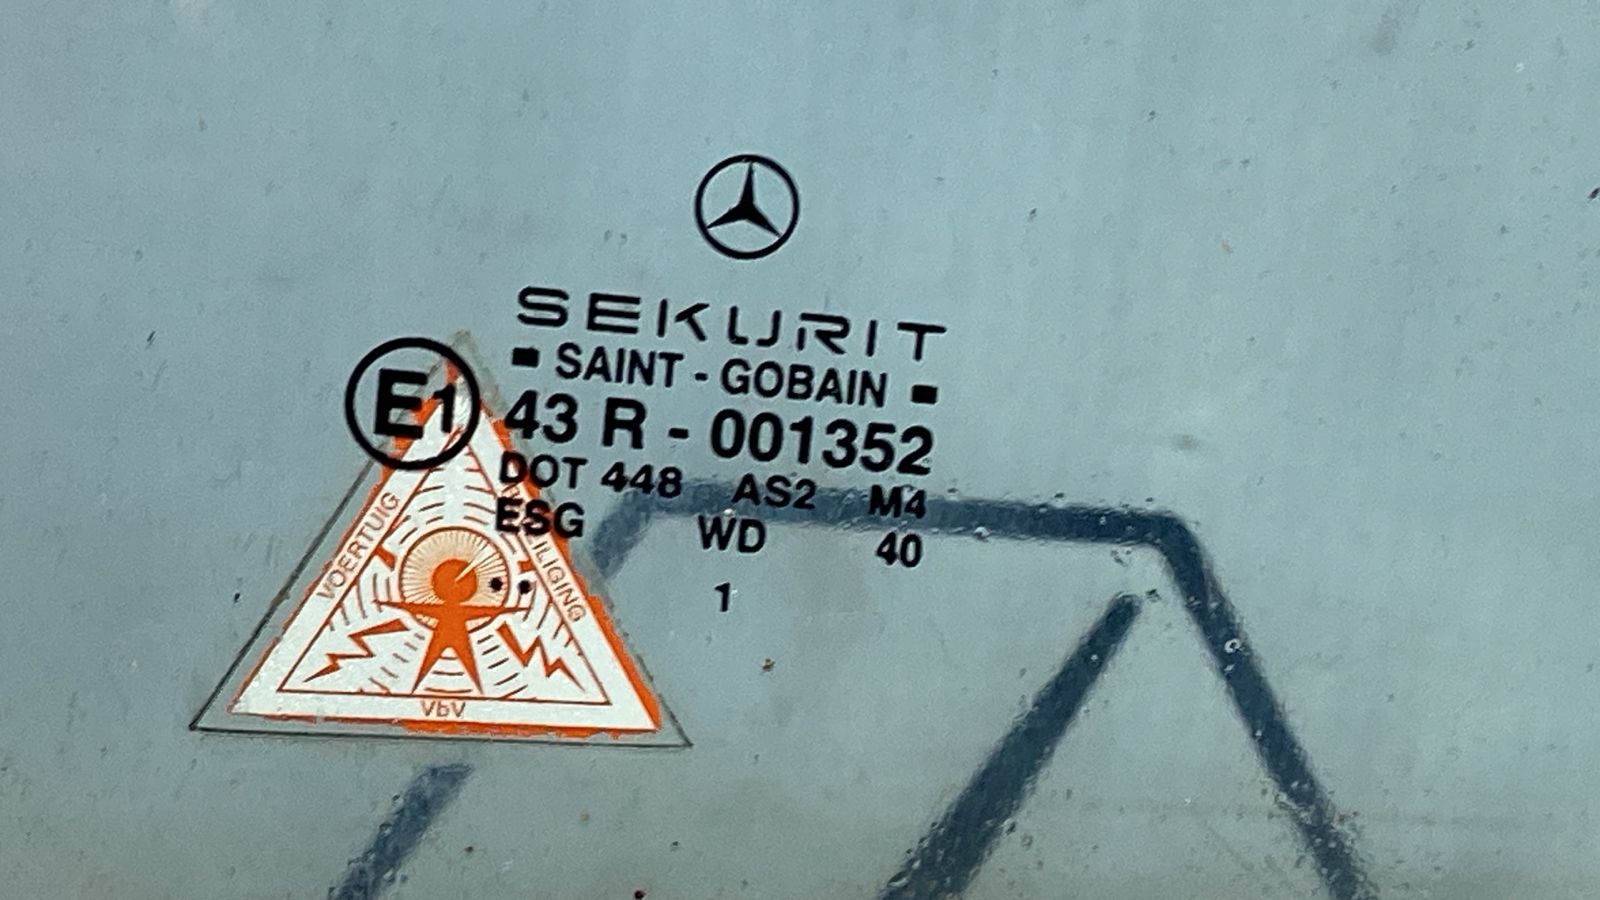 SEKURIT
SAINT - GOBAIN
E1
43 R - 001352
DOT 448 AS2 M4
ESG WD 40
1
VOERTUIG
VbV